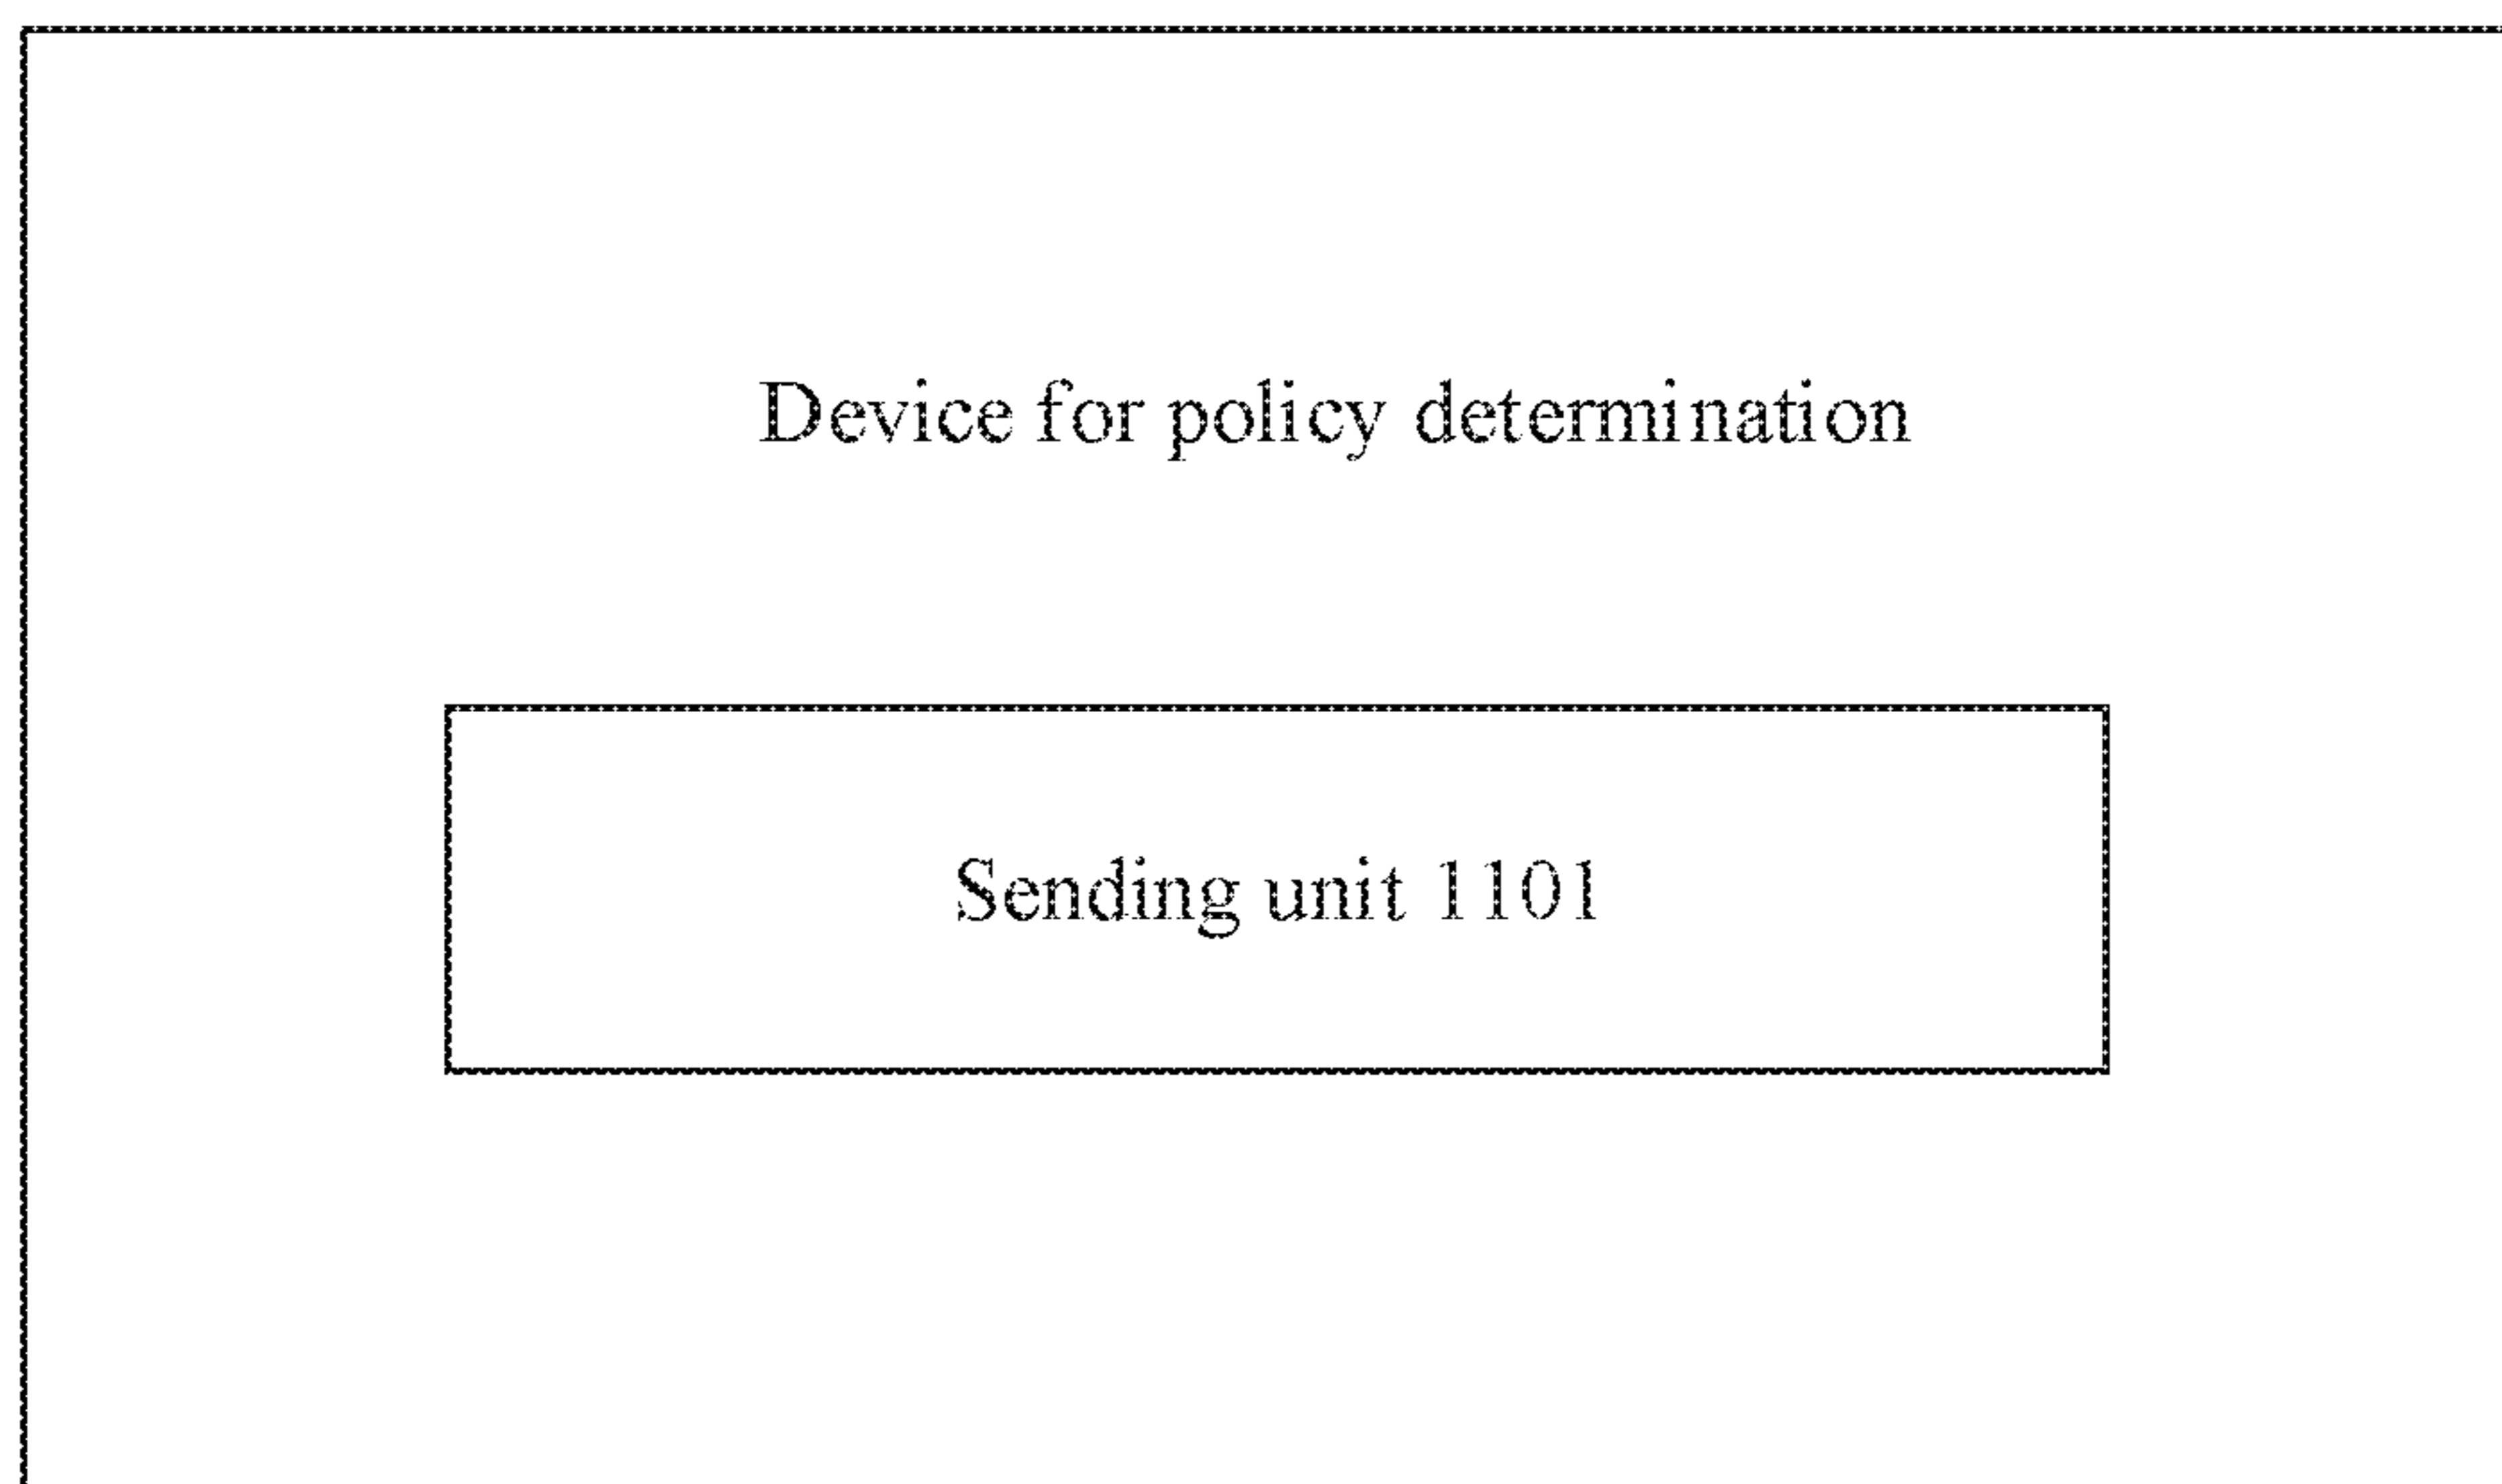 Device for policy determination
Sending unit 1101